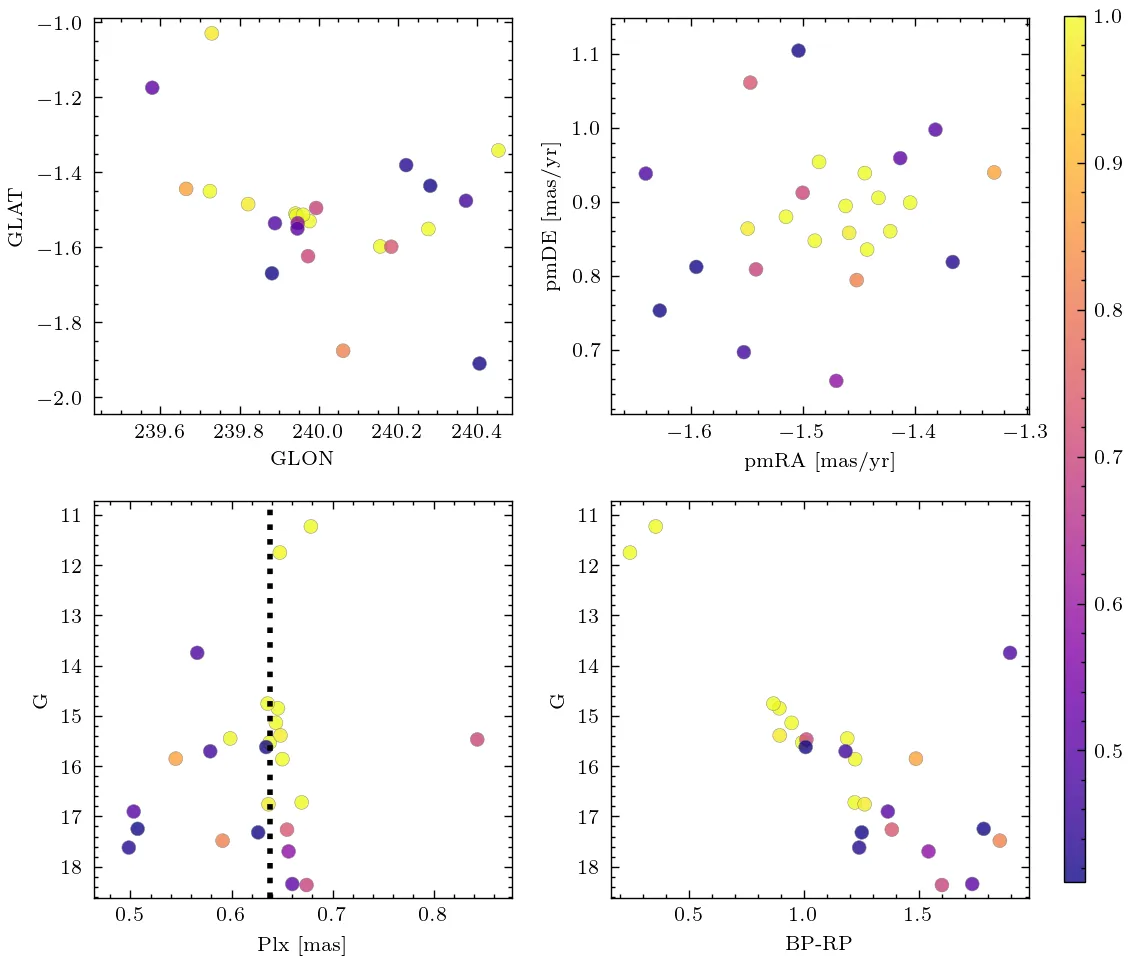 −1.0
−1.2
−1.4
−1.6
−1.8
−2.0
GLAT
239.6 239.8 240.0 240.2 240.4
GLON
1.1
1.0
0.9
0.8
0.7
pmDE [mas/yr]
−1.6 −1.5 −1.4 −1.3
pmRA [mas/yr]
11
12
13
14
15
16
17
18
G
0.5 0.6 0.7 0.8
Plx [mas]
11
12
13
14
15
16
17
18
G
0.5 1.0 1.5
BP-RP
1.0
0.9
0.8
0.7
0.6
0.5